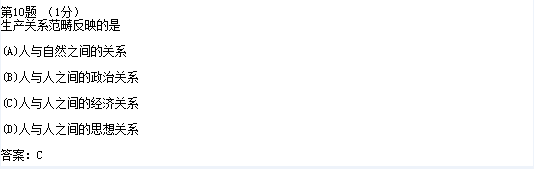 第10题 (1分)
生产关系范畴反映的是
(A)人与自然之间的关系
(B)人与人之间的政治关系
(C)人与人之间的经济关系
(D)人与人之间的思想关系
答案：C